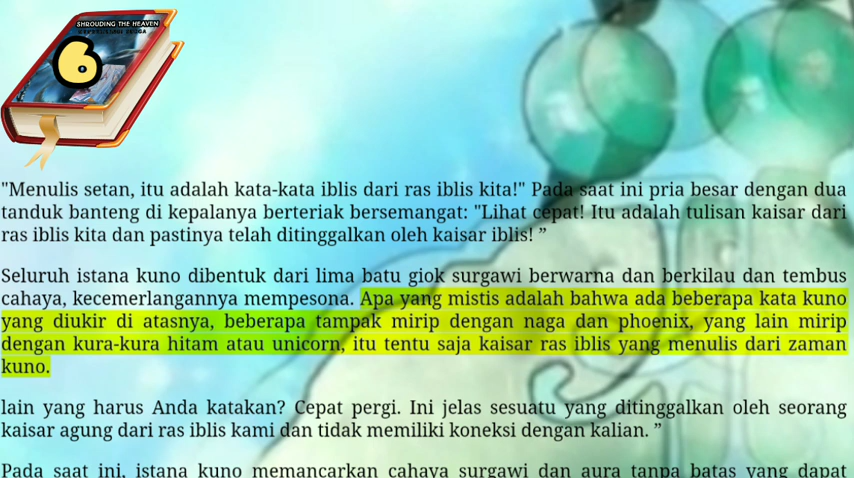 SHROUDING THE HEAVEN
6
"Menulis setan, itu adalah kata-kata iblis dari ras iblis kita!" Pada saat ini pria besar dengan dua
tanduk banteng di kepalanya berteriak bersemangat: "Lihat cepat! Itu adalah tulisan kaisar dari
ras iblis kita dan pastinya telah ditinggalkan oleh kaisar iblis! ”
Seluruh istana kuno dibentuk dari lima batu giok surgawi berwarna dan berkilau dan tembus
cahaya, kecemerlangannya mempesona. Apa yang mistis adalah bahwa ada beberapa kata kuno
yang diukir di atasnya, beberapa tampak mirip dengan naga dan phoenix, yang lain mirip
dengan kura-kura hitam atau unicorn, itu tentu saja kaisar ras iblis yang menulis dari zaman
kuno.
lain yang harus Anda katakan? Cepat pergi. Ini jelas sesuatu yang ditinggalkan oleh seorang
kaisar agung dari ras iblis kami dan tidak memiliki koneksi dengan kalian. ”
Pada saat ini, istana kuno memancarkan cahaya surgawi dan aura tanpa batas yang dapat